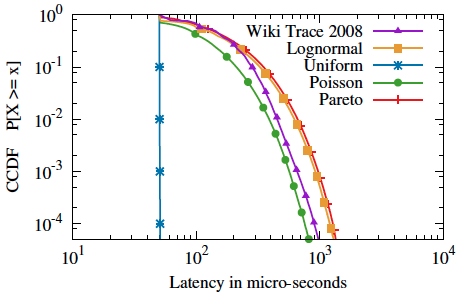 10^0
10^-1
10^-2
10^-3
10^-4
CCDF P[X >= x]
Wiki Trace 2008
Lognormal
Uniform
Poisson
Pareto
10^1 10^2 10^3 10^4
Latency in micro-seconds